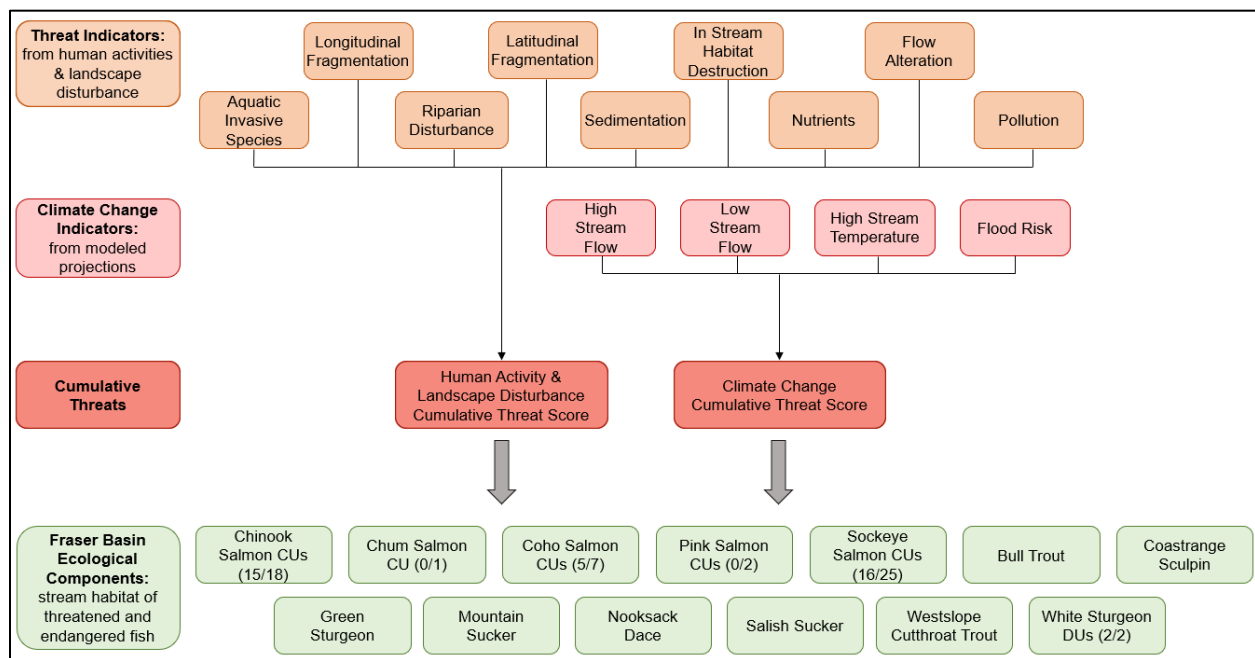 Threat Indicators:
from human activities
& landscape
disturbance
Longitudinal
Fragmentation
Latitudinal
Fragmentation
In Stream
Habitat
Destruction
Flow
Alteration
Aquatic
Invasive
Species
Riparian
Disturbance
Sedimentation
Nutrients
Pollution
Climate Change
Indicators:
from modeled
projections
High
Stream
Flow
Low
Stream
Flow
High Stream
Temperature
Flood Risk
Cumulative
Threats
Human Activity &
Landscape Disturbance
Cumulative Threat Score
Climate Change
Cumulative Threat Score
Fraser Basin
Ecological
Components:
stream habitat of
threatened and
endangered fish
Chinook
Salmon CUs
(15/18)
Chum Salmon
CU (0/1)
Coho Salmon
CUs (5/7)
Pink Salmon
CUs (0/2)
Sockeye
Salmon CUs
(16/25)
Bull Trout
Coastrange
Sculpin
Green
Sturgeon
Mountain
Sucker
Nooksack
Dace
Salish Sucker
Westslope
Cutthroat Trout
White Sturgeon
DUs (2/2)